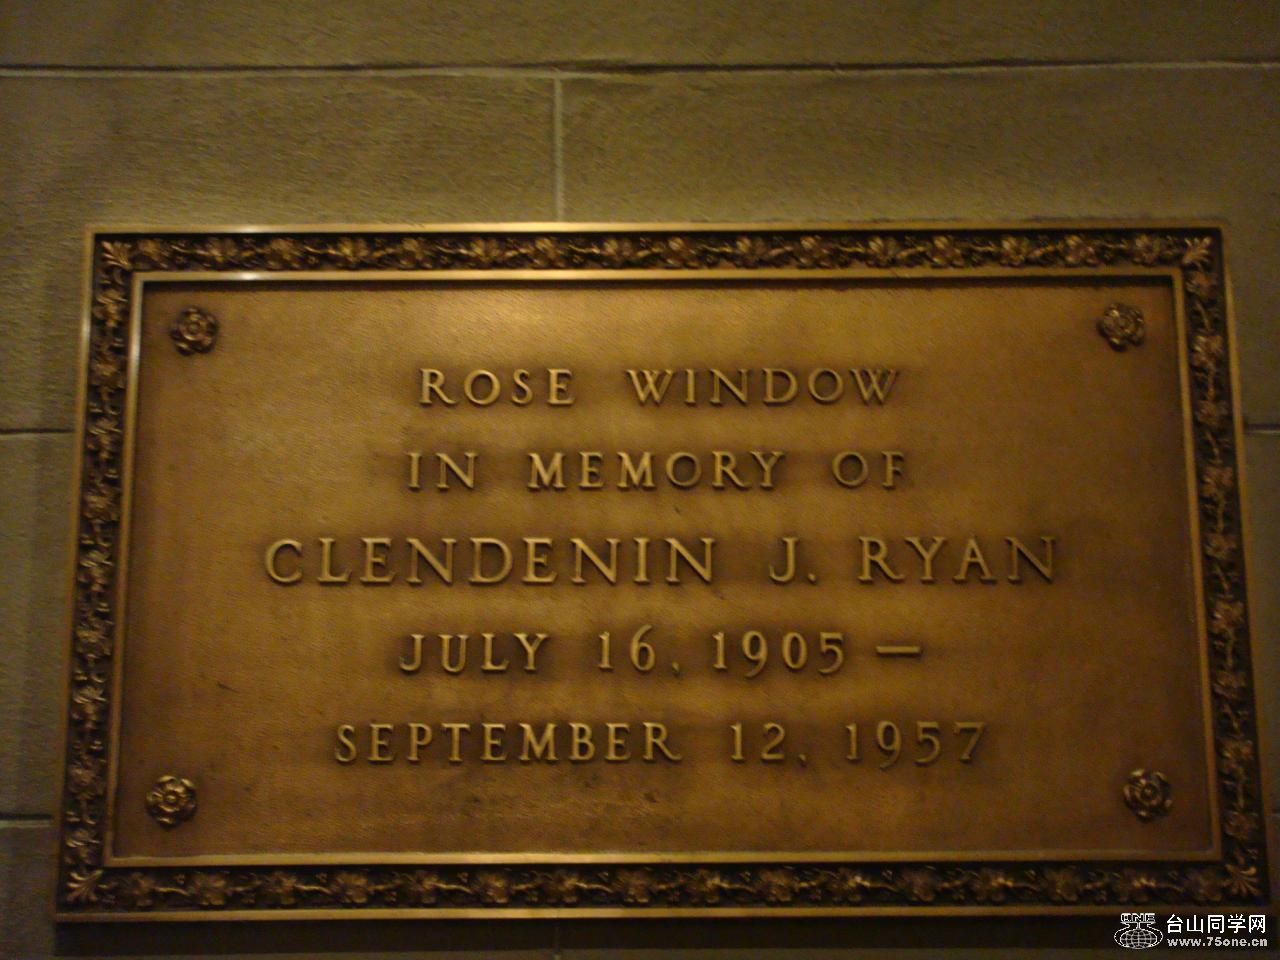 ROSE WINDOW
IN MEMORY OF
CLENDENIN J. RYAN
JULY 16, 1905 —
SEPTEMBER 12, 1957
ONE
台山同学网
www.75one.cn